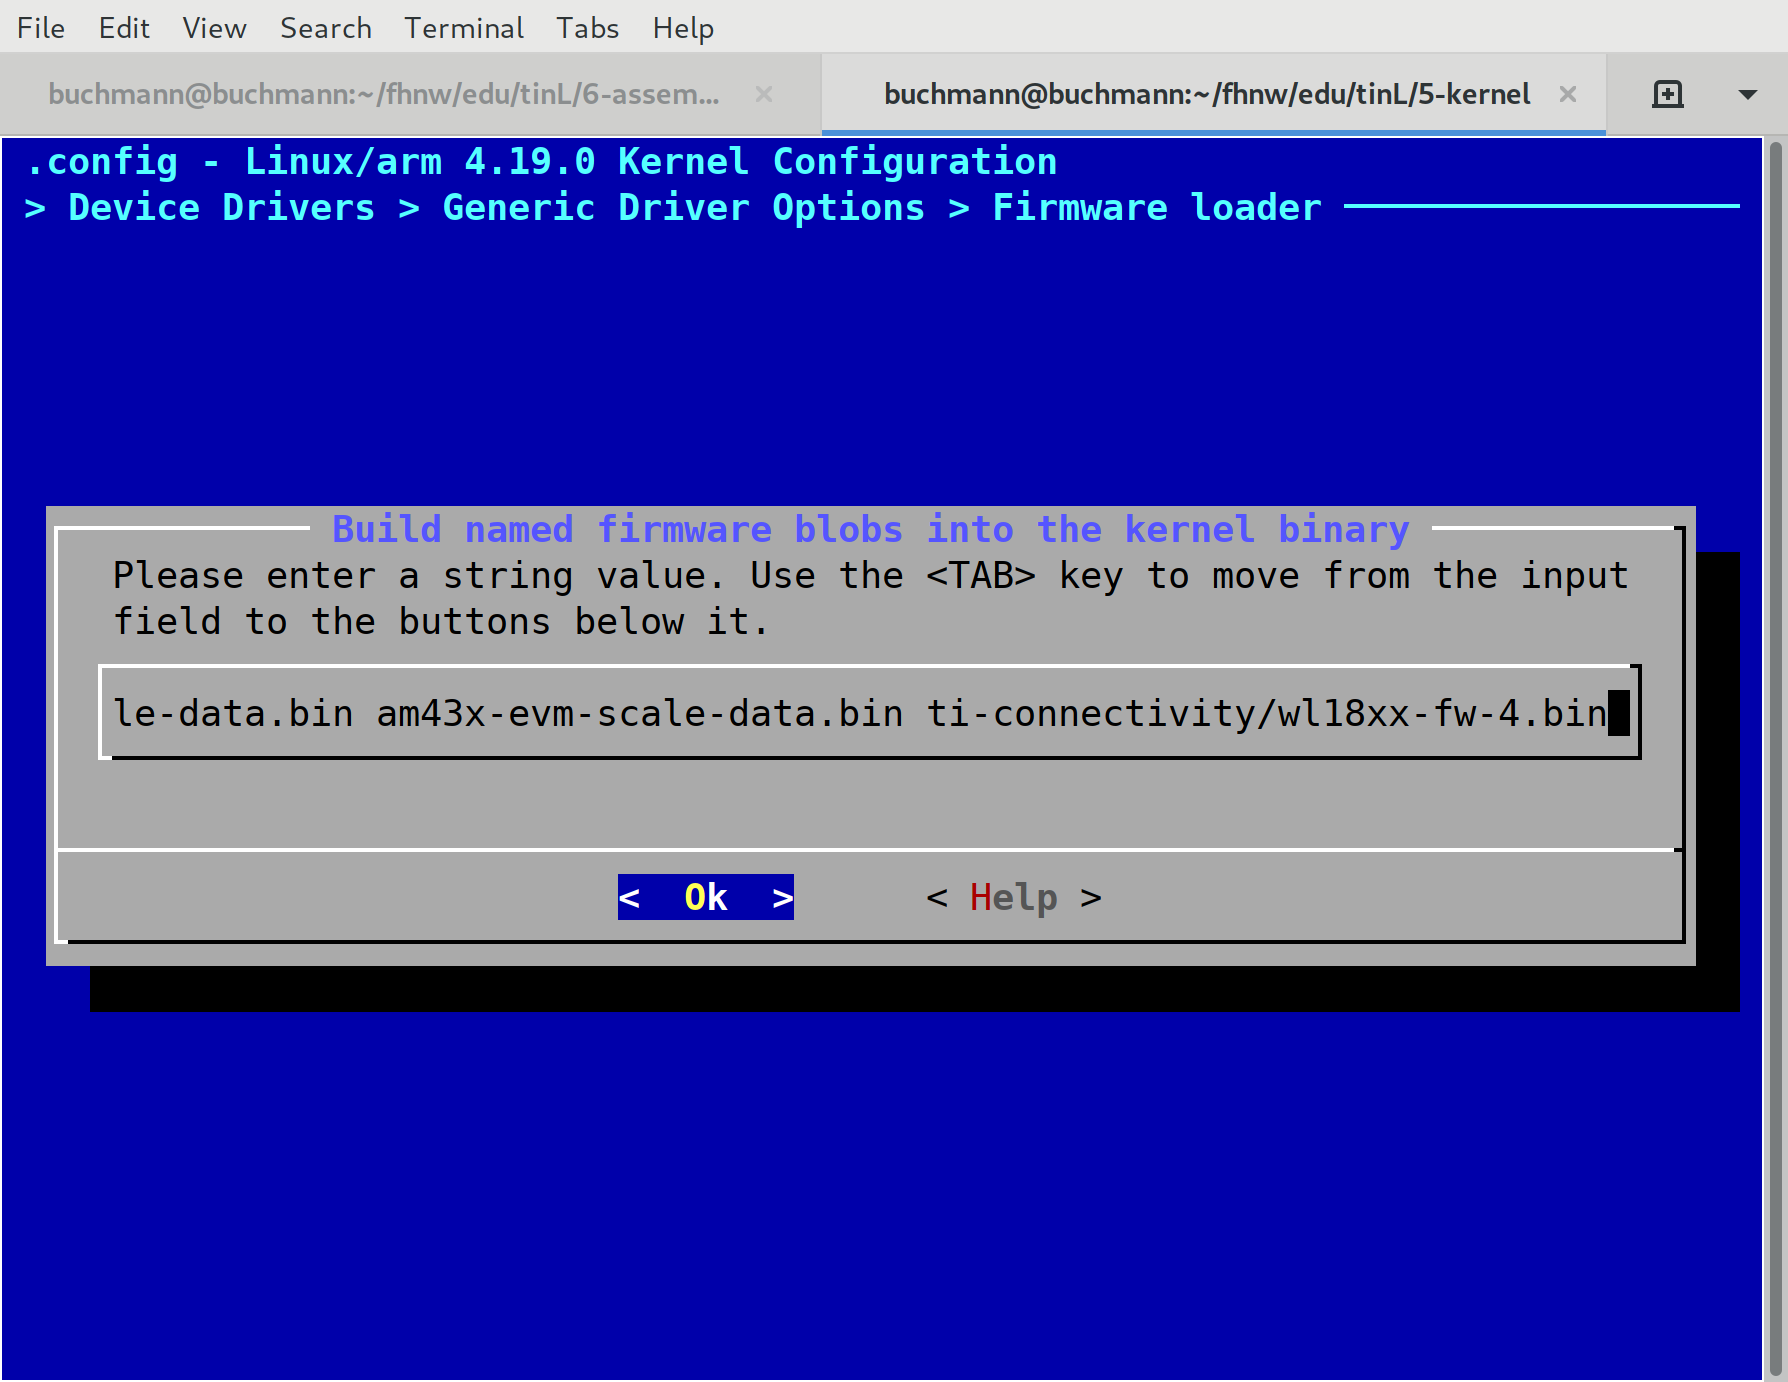 File Edit View Search Terminal Tabs Help
buchmann@buchmann:~/fhnw/edu/tinL/6-assem... × buchmann@buchmann:~/fhnw/edu/tinL/5-kernel ×
.config - Linux/arm 4.19.0 Kernel Configuration
> Device Drivers > Generic Driver Options > Firmware loader
Build named firmware blobs into the kernel binary
Please enter a string value. Use the <TAB> key to move from the input
field to the buttons below it.
le-data.bin am43x-evm-scale-data.bin ti-connectivity/wl18xx-fw-4.bin
< Ok > < Help >